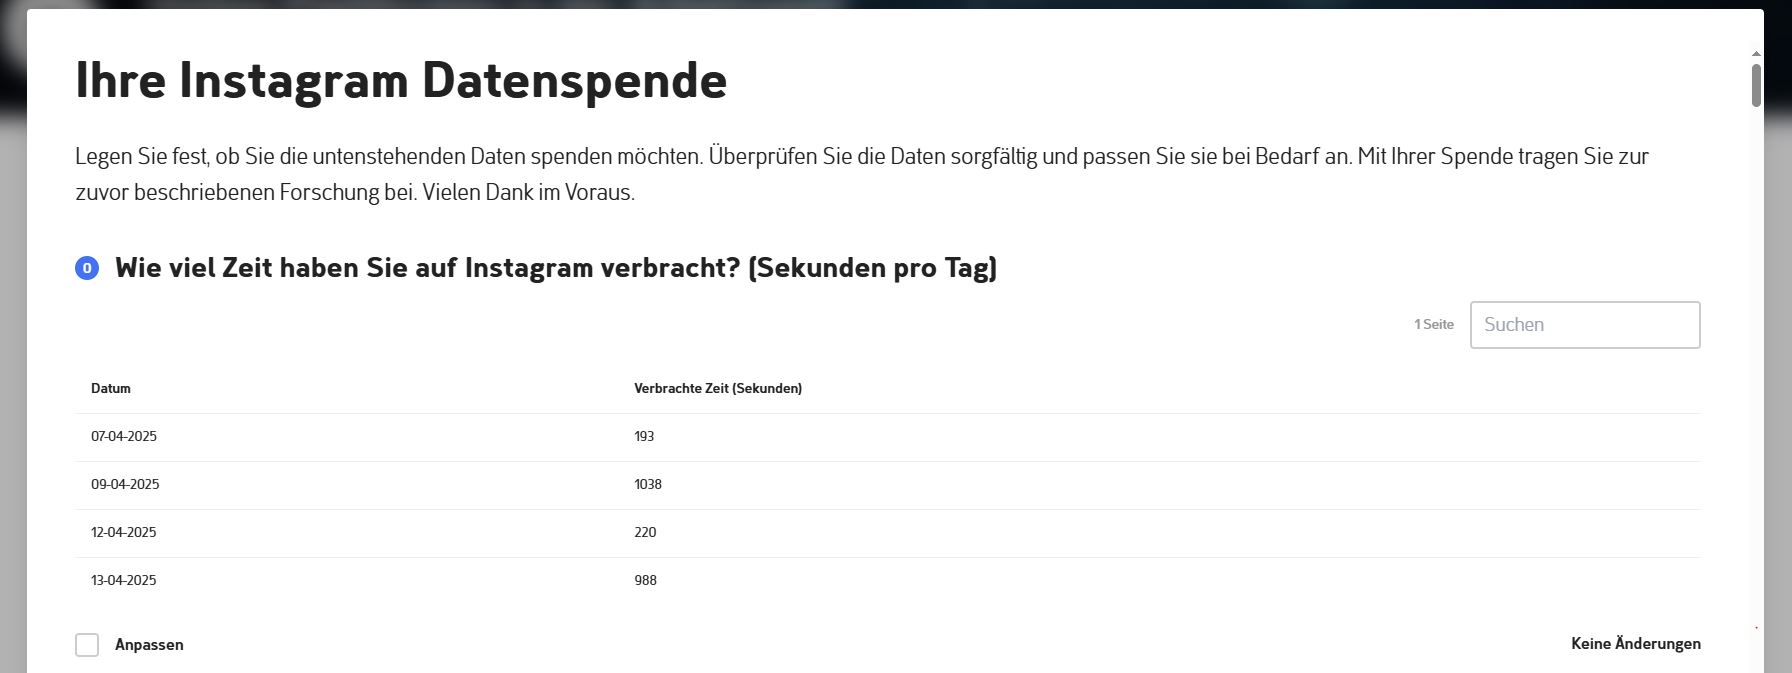 Ihre Instagram Datenspende
Legen Sie fest, ob Sie die untenstehenden Daten spenden möchten. Überprüfen Sie die Daten sorgfältig und passen Sie sie bei Bedarf an. Mit Ihrer Spende tragen Sie zur
zuvor beschriebenen Forschung bei. Vielen Dank im Voraus.
0 Wie viel Zeit haben Sie auf Instagram verbracht? (Sekunden pro Tag)
1 Seite Suchen
Datum Verbrachte Zeit (Sekunden)
07-04-2025 193
09-04-2025 1038
12-04-2025 220
13-04-2025 988
Anpassen Keine Änderungen